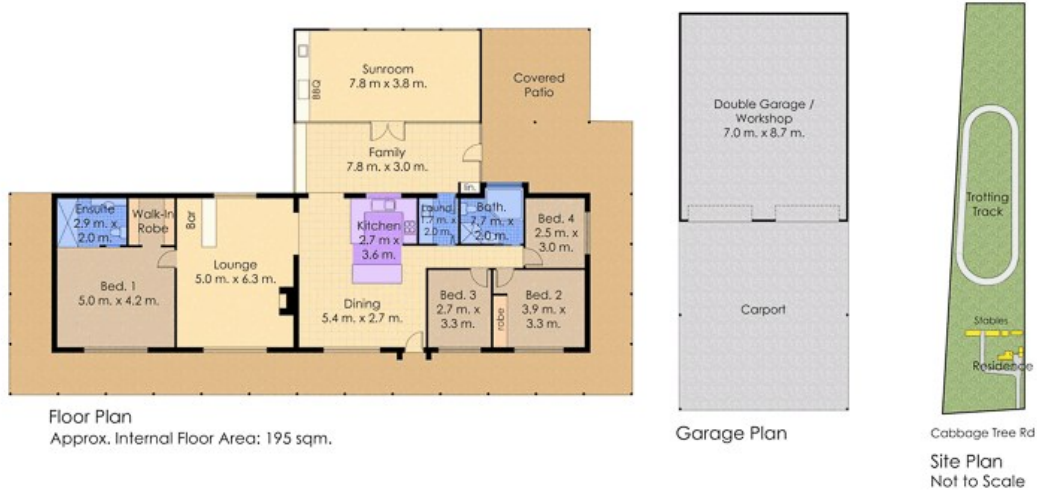 Sunroom
7.8 m x 3.8 m.
BBQ
Covered
Patio
Family
7.8 m. x 3.0 m.
lin.
Ensuite
2.9 m. x
2.0 m.
Walk-In
Robe
Bar
Kitchen
2.7 m x
3.6 m.
2.0 m.
Bath.
2.0 m.
Bed. 4
2.5 m x
3.0 m.
Lounge
5.0 m. x 6.3 m.
Bed. 1
5.0 m. x 4.2 m.
Dining
5.4 m. x 2.7 m.
Bed. 3
2.7 m. x
3.3 m.
robe
Bed. 2
3.9 m. x
3.3 m.
Floor Plan
Approx. Internal Floor Area: 195 sqm.
Double Garage /
Workshop
7.0 m. x 8.7 m.
Carport
Garage Plan
Trotting
Track
Stables
Residence
Cabbage Tree Rd
Site Plan
Not to Scale